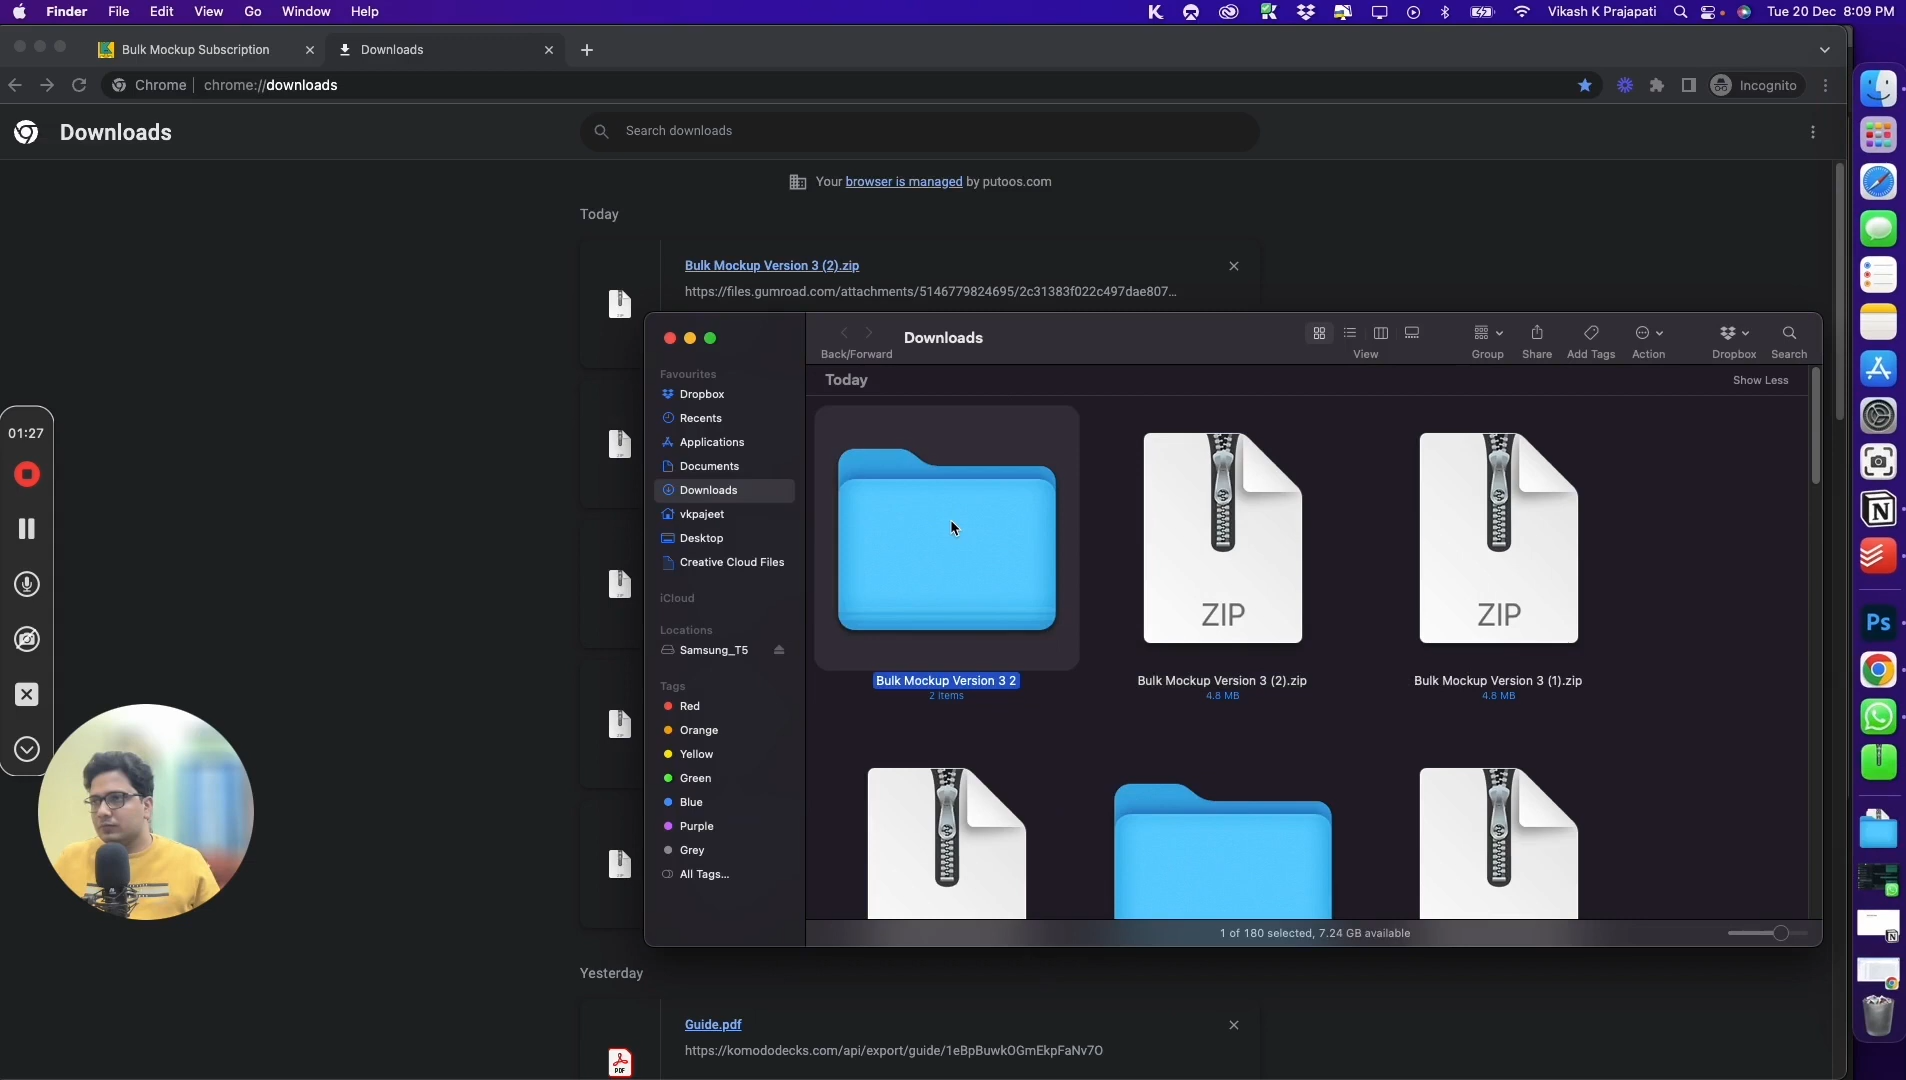 Finder File Edit View Go Window Help
Vikash K Prajapati Tue 20 Dec 8:09 PM
Bulk Mockup Subscription
Downloads
Chrome chrome://downloads
Incognito
Downloads
Search downloads
Your browser is managed by putoos.com
Today
Bulk Mockup Version 3 (2).zip
https://files.gumroad.com/attachments/5146779824695/2c31383f022c497dae807...
Back/Forward
Downloads
View
Group
Share
Add Tags
Action
Dropbox
Search
Favourites
Dropbox
Recents
Applications
Documents
Downloads
vkpajeet
Desktop
Creative Cloud Files
iCloud
Locations
Samsung_T5
Tags
Red
Orange
Yellow
Green
Blue
Purple
Grey
All Tags...
Today
Show Less
ZIP
ZIP
Bulk Mockup Version 3 2
2 items
Bulk Mockup Version 3 (2).zip
4.8 MB
Bulk Mockup Version 3 (1).zip
4.8 MB
1 of 180 selected, 7.24 GB available
01:27
Yesterday
Guide.pdf
https://komododecks.com/api/export/guide/1eBpBuwkOGmEkpFaNv7O
PDF
Ps